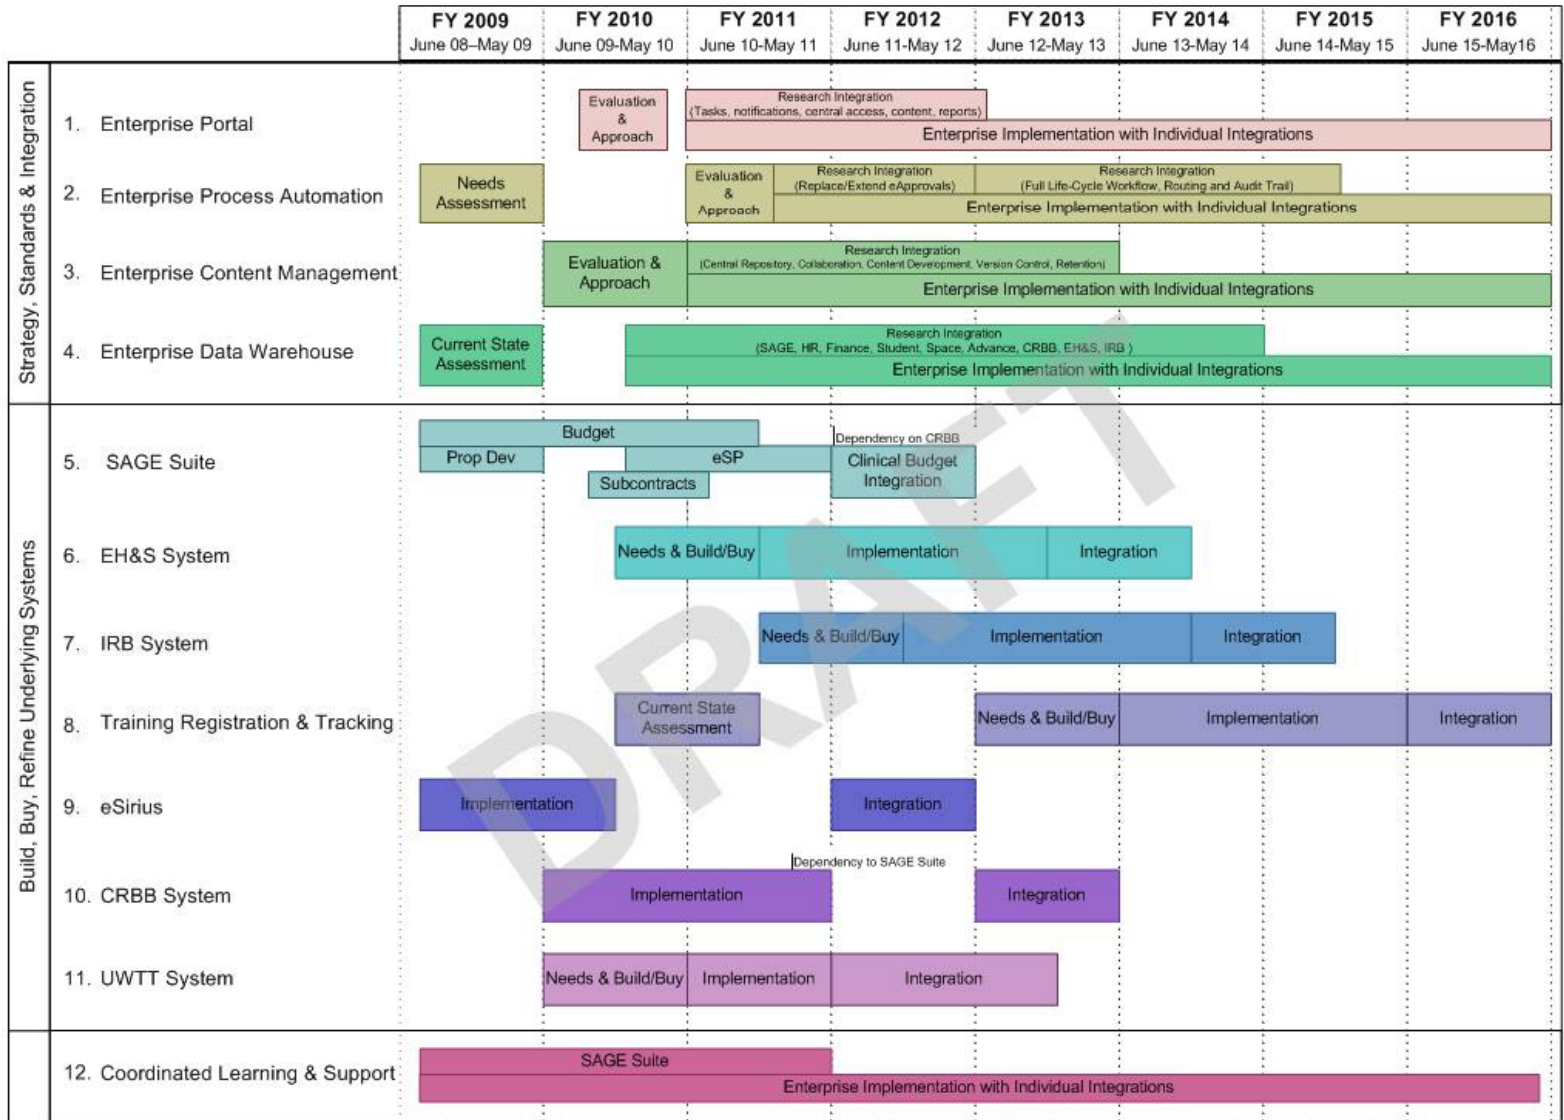 FY 2009
June 08–May 09
FY 2010
June 09-May 10
FY 2011
June 10-May 11
FY 2012
June 11-May 12
FY 2013
June 12-May 13
FY 2014
June 13-May 14
FY 2015
June 14-May 15
FY 2016
June 15-May16
Strategy, Standards & Integration
1. Enterprise Portal
Evaluation
&
Approach
Research Integration
(Tasks, notifications, central access, content, reports)
Enterprise Implementation with Individual Integrations
2. Enterprise Process Automation
Needs
Assessment
Evaluation
&
Approach
Research Integration
(Replace/Extend eApprovals)
Research Integration
(Full Life-Cycle Workflow, Routing and Audit Trail)
Enterprise Implementation with Individual Integrations
3. Enterprise Content Management
Evaluation &
Approach
Research Integration
(Central Repository, Collaboration, Content Development, Version Control, Retention)
Enterprise Implementation with Individual Integrations
4. Enterprise Data Warehouse
Current State
Assessment
Research Integration
(SAGE, HR, Finance, Student, Space, Advance, CRBB, EH&S, IRB )
Enterprise Implementation with Individual Integrations
Build, Buy, Refine Underlying Systems
5. SAGE Suite
Budget
Prop Dev
eSP
Subcontracts
Dependency on CRBB
Clinical Budget
Integration
6. EH&S System
Needs & Build/Buy
Implementation
Integration
7. IRB System
Needs & Build/Buy
Implementation
Integration
8. Training Registration & Tracking
Current State
Assessment
Needs & Build/Buy
Implementation
Integration
9. eSirius
Implementation
Integration
10. CRBB System
Dependency to SAGE Suite
Implementation
Integration
11. UWTT System
Needs & Build/Buy
Implementation
Integration
12. Coordinated Learning & Support
SAGE Suite
Enterprise Implementation with Individual Integrations
DRAFT